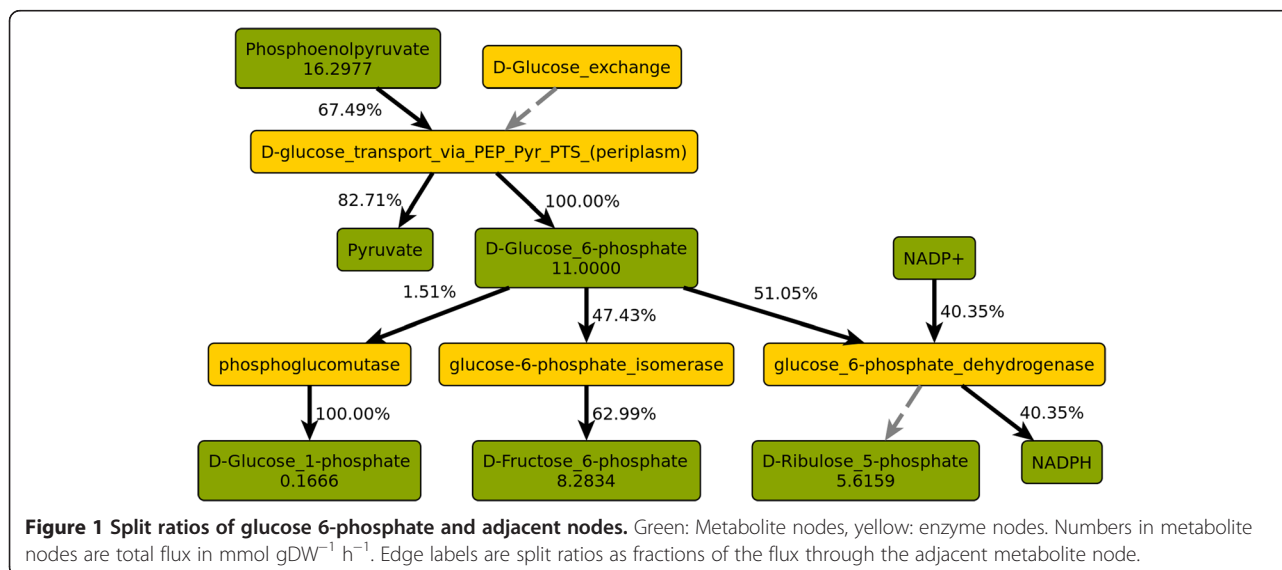 Phosphoenolpyruvate
16.2977
D-Glucose_exchange
67.49%
D-glucose_transport_via_PEP_Pyr_PTS_(periplasm)
82.71%
100.00%
Pyruvate
D-Glucose_6-phosphate
11.0000
NADP+
1.51%
47.43%
51.05%
40.35%
phosphoglucomutase
glucose-6-phosphate_isomerase
glucose_6-phosphate_dehydrogenase
100.00%
62.99%
40.35%
D-Glucose_1-phosphate
0.1666
D-Fructose_6-phosphate
8.2834
D-Ribulose_5-phosphate
5.6159
NADPH
Figure 1 Split ratios of glucose 6-phosphate and adjacent nodes. Green: Metabolite nodes, yellow: enzyme nodes. Numbers in metabolite
nodes are total flux in mmol gDW⁻¹ h⁻¹. Edge labels are split ratios as fractions of the flux through the adjacent metabolite node.